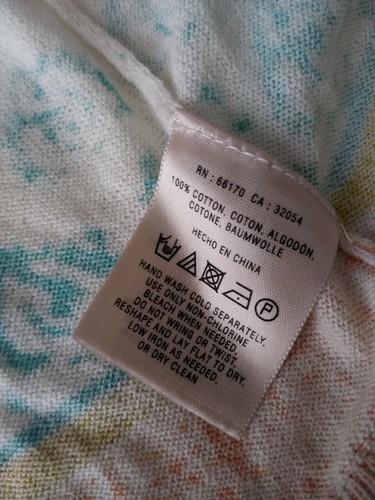 RN : 66170 CA : 32054
100% COTTON, COTON, ALGODÓN,
COTONE, BAUMWOLLE
HECHO EN CHINA
P
HAND WASH COLD SEPARATELY.
USE ONLY NON-CHLORINE
BLEACH WHEN NEEDED.
DO NOT WRING OR TWIST.
RESHAPE AND LAY FLAT TO DRY.
LOW IRON AS NEEDED.
OR DRY CLEAN